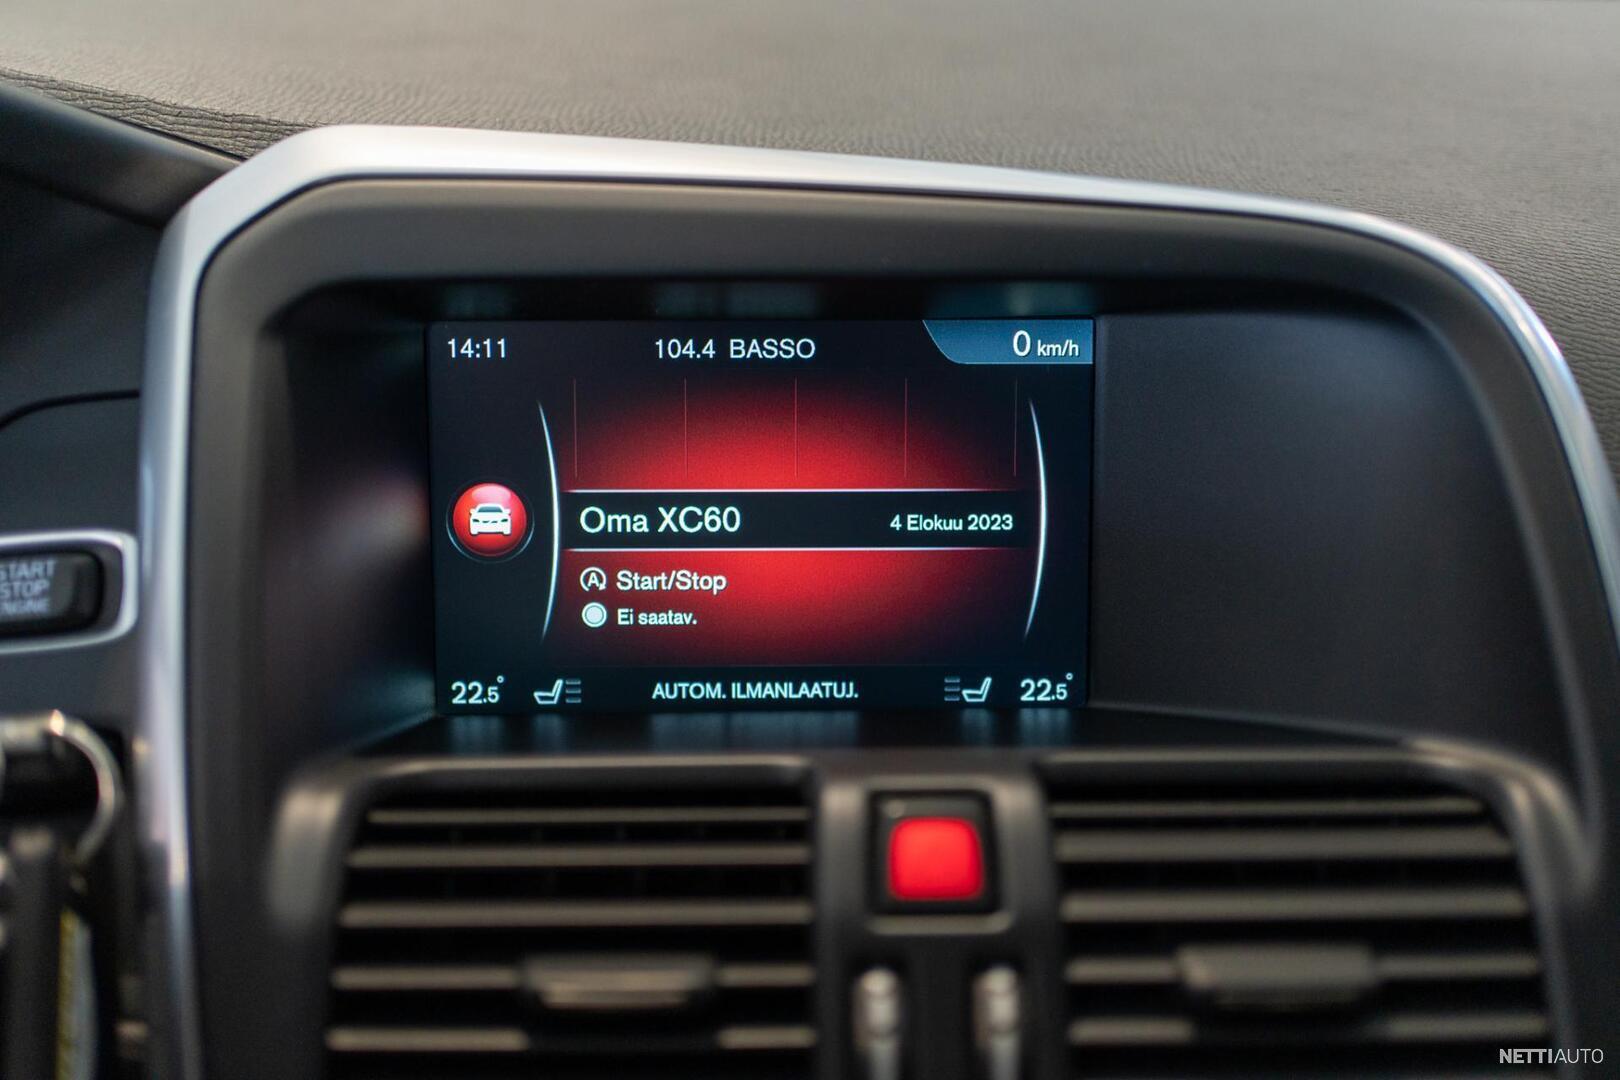 14:11 104.4 BASSO 0 km/h
Oma XC60 4 Elokuu 2023
A Start/Stop
Ei saatav.
START
STOP
ENGINE
22.5° AUTOM. ILMANLAATUJ. 22.5°
NETTIAUTO